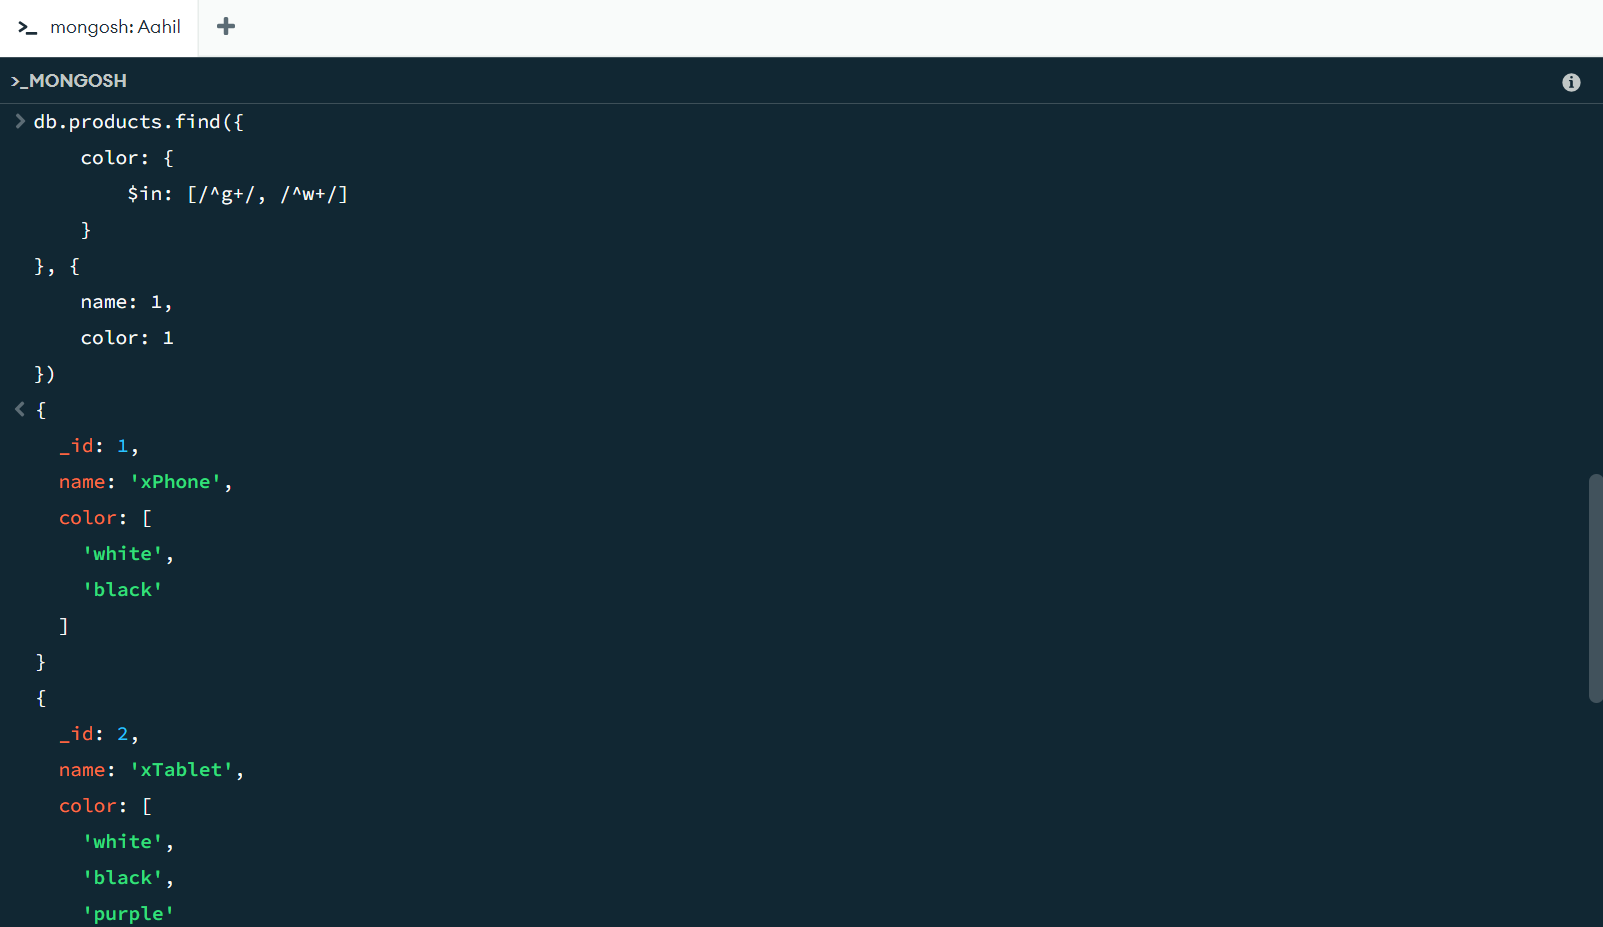 mongosh: Aahil
>_MONGOSH
db.products.find({
color: {
$in: [/^g+/, /^w+/]
}
}, {
name: 1,
color: 1
})
{
_id: 1,
name: 'xPhone',
color: [
'white',
'black'
]
}
{
_id: 2,
name: 'xTablet',
color: [
'white',
'black',
'purple'